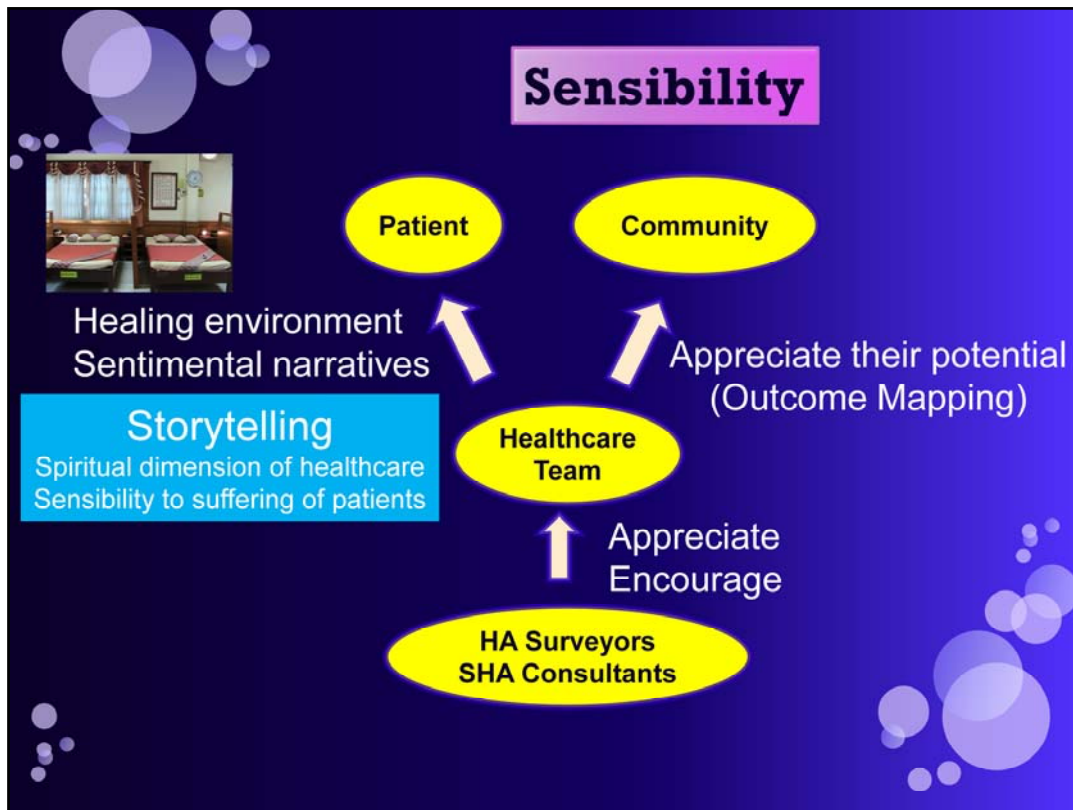 Sensibility
Patient
Community
Healing environment
Sentimental narratives
Appreciate their potential
(Outcome Mapping)
Storytelling
Spiritual dimension of healthcare
Sensibility to suffering of patients
Healthcare
Team
Appreciate
Encourage
HA Surveyors
SHA Consultants